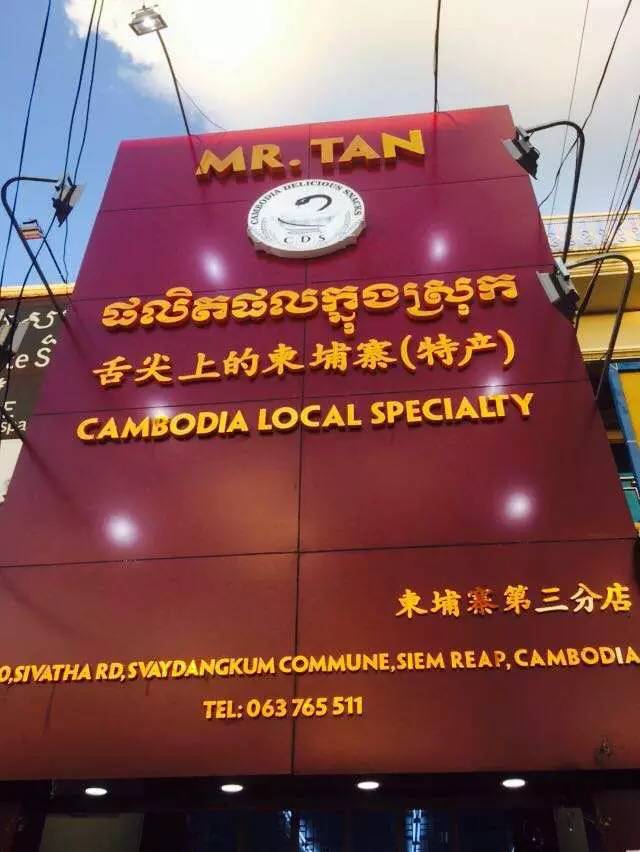 MR. TAN
CAMBODIA DELICIOUS SNACKS
CDS
ផលិតផលក្នុងស្រុក
舌尖上的柬埔寨(特产)
CAMBODIA LOCAL SPECIALTY
柬埔寨第三分店
0,SIVATHA RD,SVAYDANGKUM COMMUNE,SIEM REAP, CAMBODIA
TEL: 063 765 511